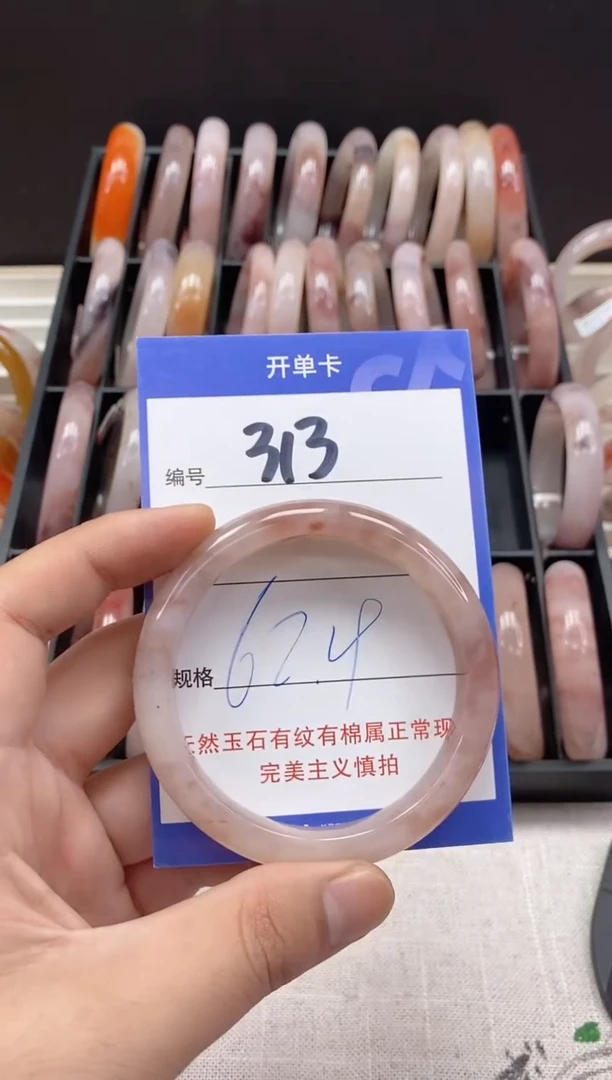 开单卡
编号 313
规格 62.4
天然玉石有纹有棉属正常现
完美主义慎拍